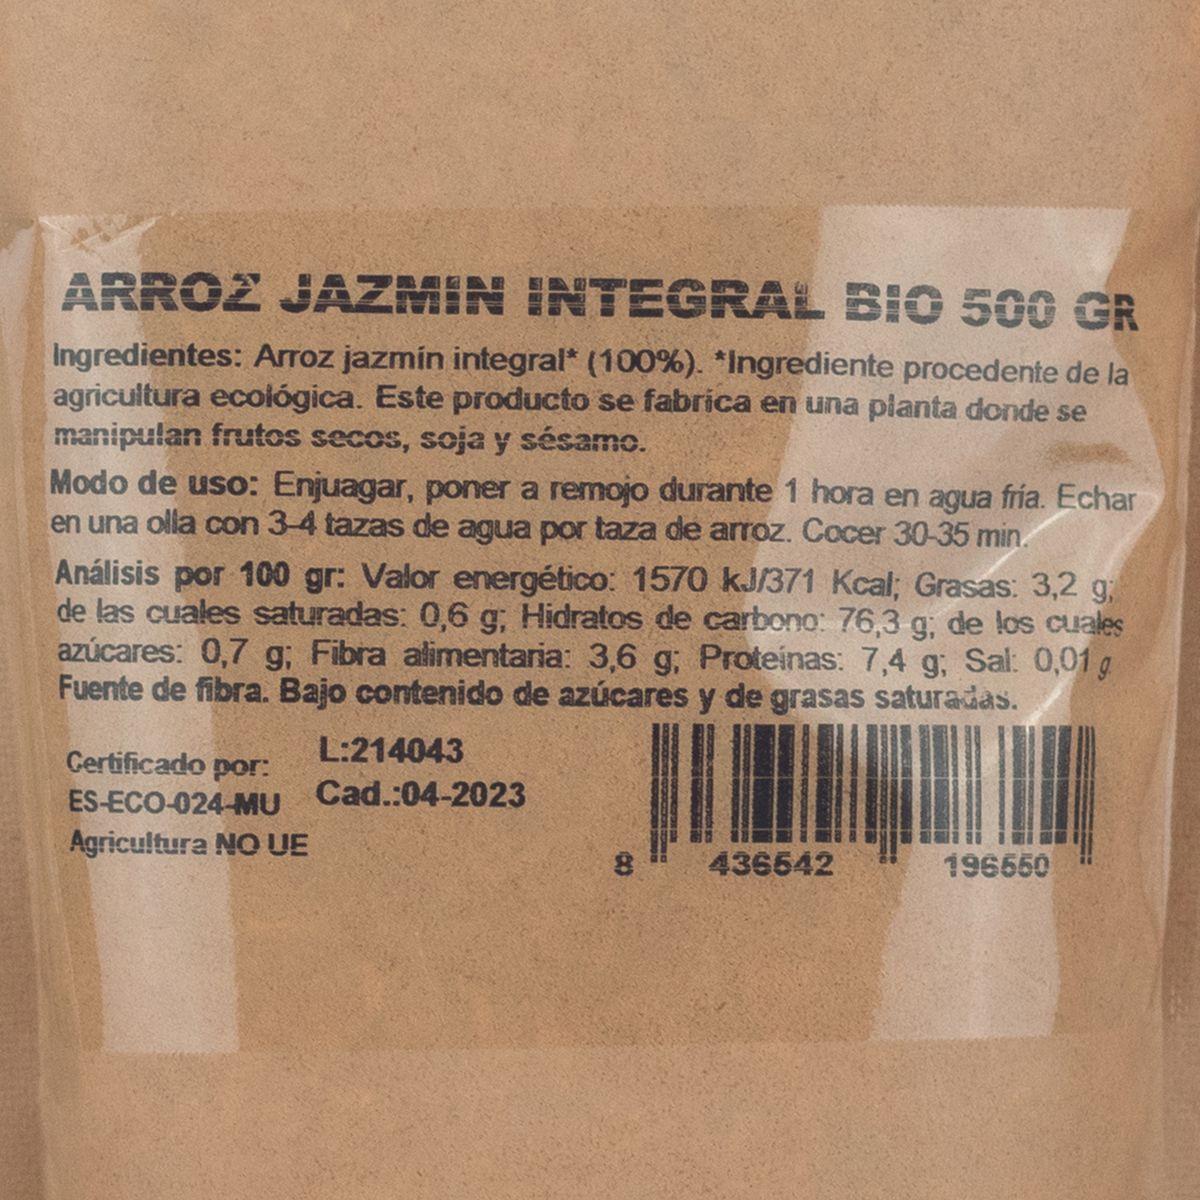 ARROZ JAZMIN INTEGRAL BIO 500 GR
Ingredientes: Arroz jazmín integral* (100%). *Ingrediente procedente de la
agricultura ecológica. Este producto se fabrica en una planta donde se
manipulan frutos secos, soja y sésamo.
Modo de uso: Enjuagar, poner a remojo durante 1 hora en agua fría. Echar
en una olla con 3-4 tazas de agua por taza de arroz. Cocer 30-35 min.
Análisis por 100 gr: Valor energético: 1570 kJ/371 Kcal; Grasas: 3,2 g;
de las cuales saturadas: 0,6 g; Hidratos de carbono: 76,3 g; de los cuales
azúcares: 0,7 g; Fibra alimentaria: 3,6 g; Proteínas: 7,4 g; Sal: 0,01 g.
Fuente de fibra. Bajo contenido de azúcares y de grasas saturadas.
Certificado por:
ES-ECO-024-MU
Agricultura NO UE
L:214043
Cad.:04-2023
8 436542 196550